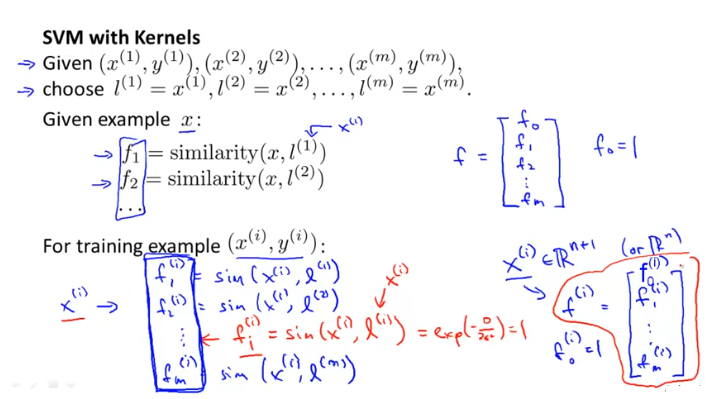 SVM with Kernels
→ Given (x^(1), y^(1)), (x^(2), y^(2)), . . . , (x^(m), y^(m)),
→ choose l^(1) = x^(1), l^(2) = x^(2), . . . , l^(m) = x^(m).
Given example x:
x^(i)
→ f₁ = similarity(x, l^(1))
→ f₂ = similarity(x, l^(2))
...
f = [f₀ f₁ f₂ ⋮ fₘ] f₀ = 1
For training example (x^(i), y^(i)):
x^(i) →
f₁^(i) = sim(x^(i), l^(1))
f₂^(i) = sim(x^(i), l^(2))
x^(i)
⋮ ← fᵢ^(i) = sim(x^(i), l^(i)) = exp(-0/2σ²) = 1
fₘ^(i) = sim(x^(i), l^(m))
x^(i) ∈ ℝ^(n+1) (or ℝ^n)
→ f^(i) = [f₀^(i) f₁^(i) ⋮ fₘ^(i)]
f₀^(i) = 1